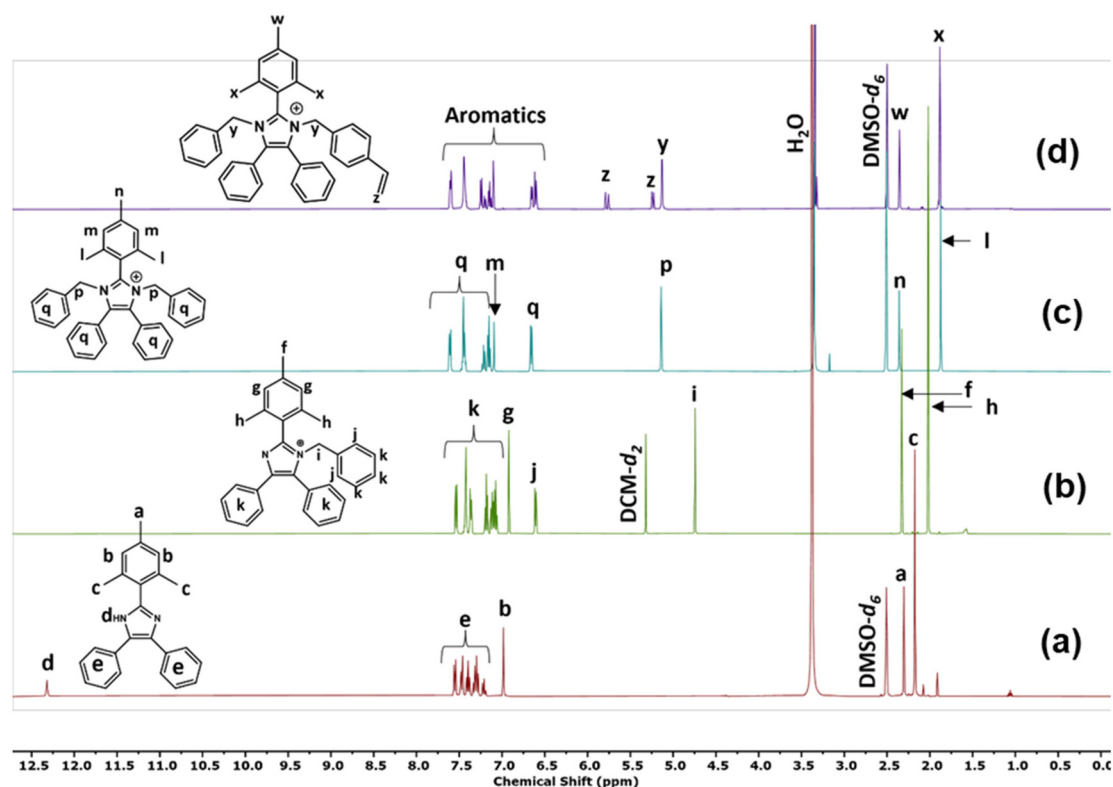 w
x x
⊕
y N N y
z
Aromatics
z z y
H₂O
DMSO-d₆
w
x
(d)
n
m m
l l
⊕
p N N p
q q
q q
q m
q
p
n
l
(c)
f
g g
h h
N N⊕
i
j
k
k
j
k
k k
k
g
j
DCM-d₂
i
f
h
(b)
a
b b
c c
d HN N
e e
d
e
b
DMSO-d₆
a
c
(a)
12.5 12.0 11.5 11.0 10.5 10.0 9.5 9.0 8.5 8.0 7.5 7.0 6.5 6.0 5.5 5.0 4.5 4.0 3.5 3.0 2.5 2.0 1.5 1.0 0.5 0.0
Chemical Shift (ppm)